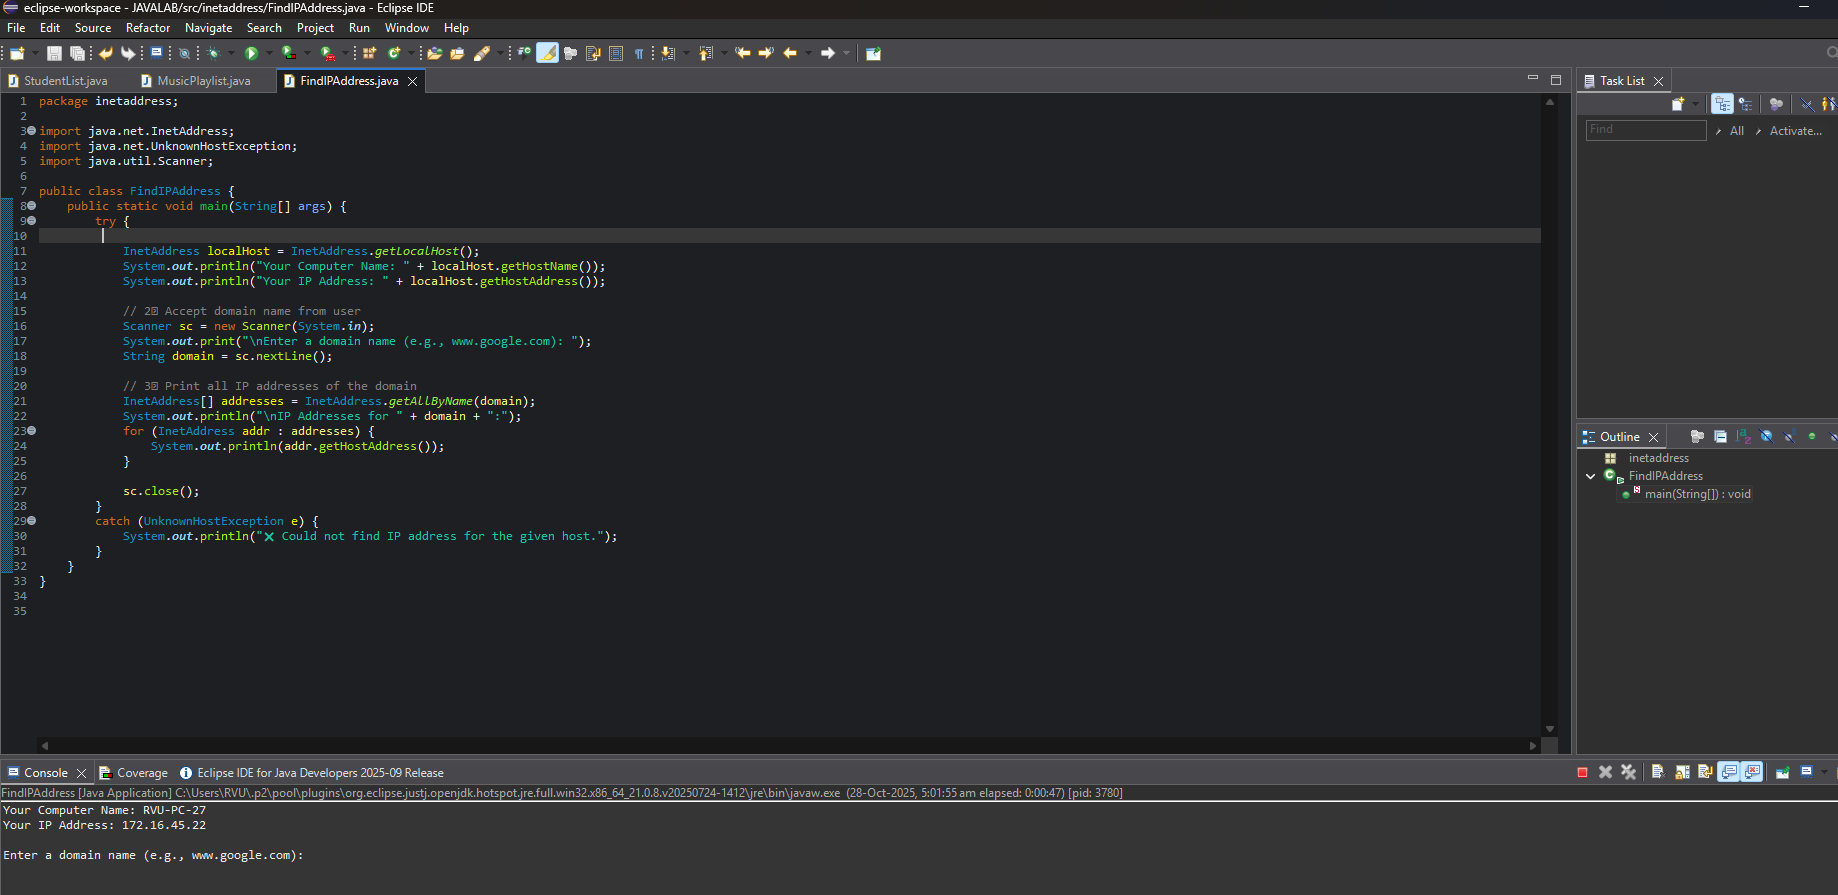 eclipse-workspace - JAVALAB/src/inetaddress/FindIPAddress.java - Eclipse IDE
File Edit Source Refactor Navigate Search Project Run Window Help
StudentList.java MusicPlaylist.java FindIPAddress.java
1 package inetaddress;
2
3 import java.net.InetAddress;
4 import java.net.UnknownHostException;
5 import java.util.Scanner;
6
7 public class FindIPAddress {
8 public static void main(String[] args) {
9 try {
10
11 InetAddress localHost = InetAddress.getLocalHost();
12 System.out.println("Your Computer Name: " + localHost.getHostName());
13 System.out.println("Your IP Address: " + localHost.getHostAddress());
14
15 // 2 Accept domain name from user
16 Scanner sc = new Scanner(System.in);
17 System.out.print("\nEnter a domain name (e.g., www.google.com): ");
18 String domain = sc.nextLine();
19
20 // 3 Print all IP addresses of the domain
21 InetAddress[] addresses = InetAddress.getAllByName(domain);
22 System.out.println("\nIP Addresses for " + domain + ":");
23 for (InetAddress addr : addresses) {
24 System.out.println(addr.getHostAddress());
25 }
26
27 sc.close();
28 }
29 catch (UnknownHostException e) {
30 System.out.println("❌ Could not find IP address for the given host.");
31 }
32 }
33 }
34
35
Task List
Find All Activate...
Outline
inetaddress
FindIPAddress
main(String[]) : void
Console Coverage Eclipse IDE for Java Developers 2025-09 Release
FindIPAddress [Java Application] C:\Users\RVU\.p2\pool\plugins\org.eclipse.justj.openjdk.hotspot.jre.full.win32.x86_64_21.0.8.v20250724-1412\jre\bin\javaw.exe (28-Oct-2025, 5:01:55 am elapsed: 0:00:47) [pid: 3780]
Your Computer Name: RVU-PC-27
Your IP Address: 172.16.45.22
Enter a domain name (e.g., www.google.com):